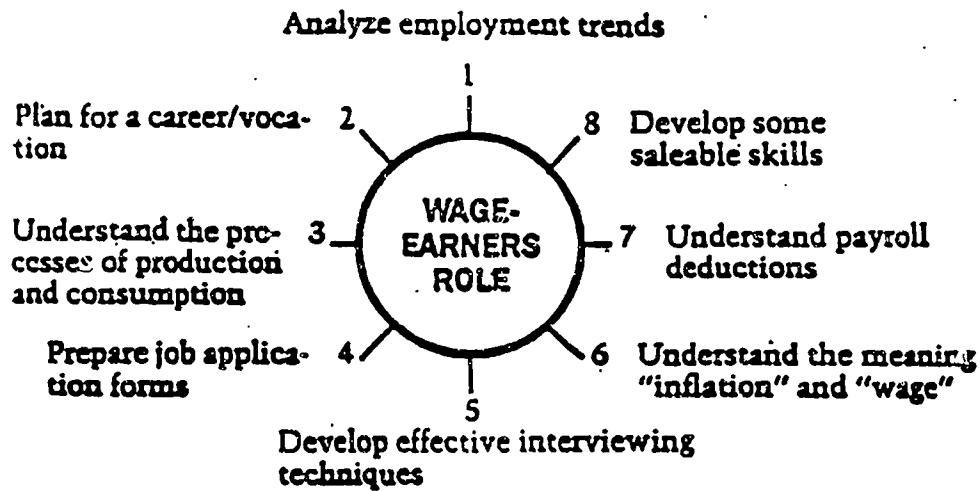 Analyze employment trends
1
Plan for a career/voca-
tion
2
8
Develop some
saleable skills
Understand the pro-
cesses of production
and consumption
3
WAGE-
EARNERS
ROLE
7
Understand payroll
deductions
Prepare job applica-
tion forms
4
6
Understand the meaning
"inflation" and "wage"
5
Develop effective interviewing
techniques